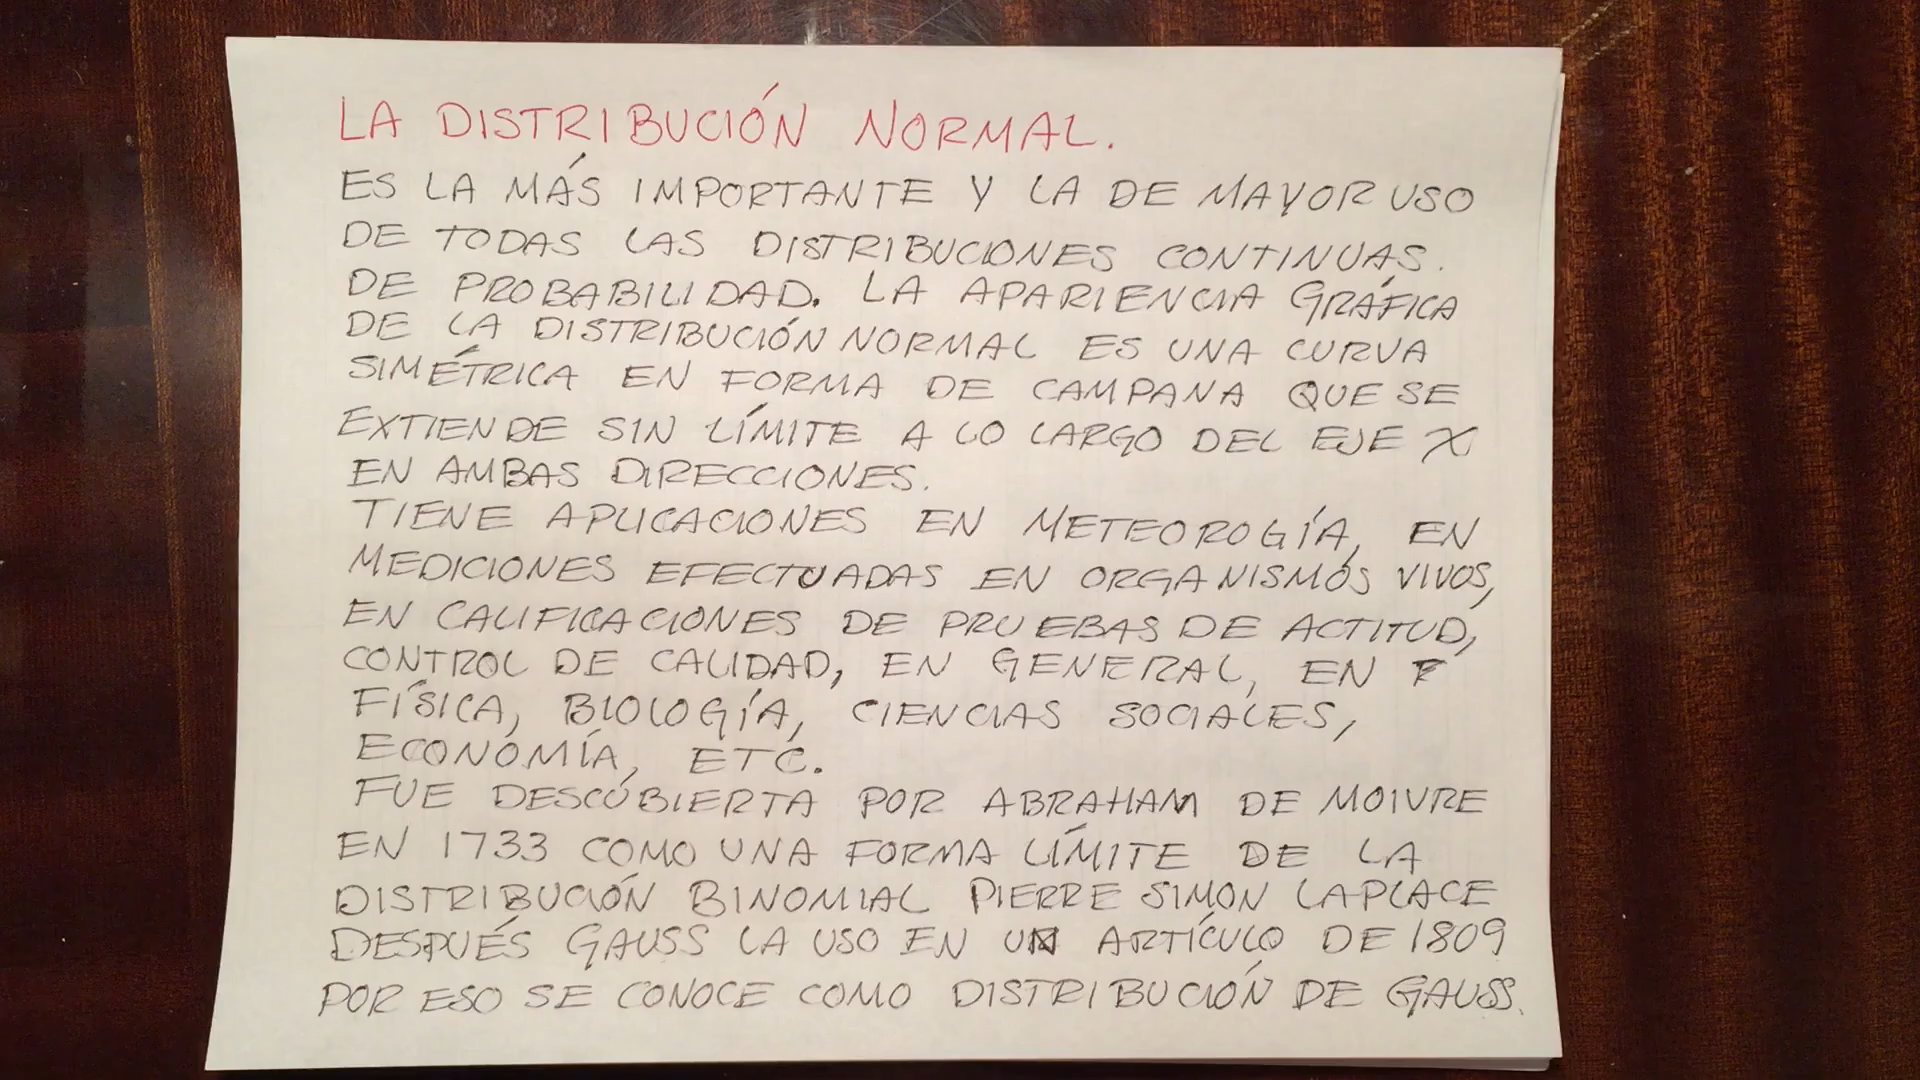 LA DISTRIBUCIÓN NORMAL.
ES LA MÁS IMPORTANTE Y LA DE MAYOR USO
DE TODAS LAS DISTRIBUCIONES CONTINUAS.
DE PROBABILIDAD. LA APARIENCIA GRÁFICA
DE LA DISTRIBUCIÓN NORMAL ES UNA CURVA
SIMÉTRICA EN FORMA DE CAMPANA QUE SE
EXTIENDE SIN LÍMITE A LO LARGO DEL EJE X
EN AMBAS DIRECCIONES.
TIENE APLICACIONES EN METEOROGÍA, EN
MEDICIONES EFECTUADAS EN ORGANISMOS VIVOS,
EN CALIFICACIONES DE PRUEBAS DE ACTITUD,
CONTROL DE CALIDAD, EN GENERAL, EN F
FÍSICA, BIOLOGÍA, CIENCIAS SOCIALES,
ECONOMÍA, ETC.
FUE DESCUBIERTA POR ABRAHAM DE MOIVRE
EN 1733 COMO UNA FORMA LÍMITE DE LA
DISTRIBUCIÓN BINOMIAL PIERRE SIMON LAPLACE
DESPUÉS GAUSS LA USO EN UN ARTÍCULO DE 1809
POR ESO SE CONOCE COMO DISTRIBUCIÓN DE GAUSS.